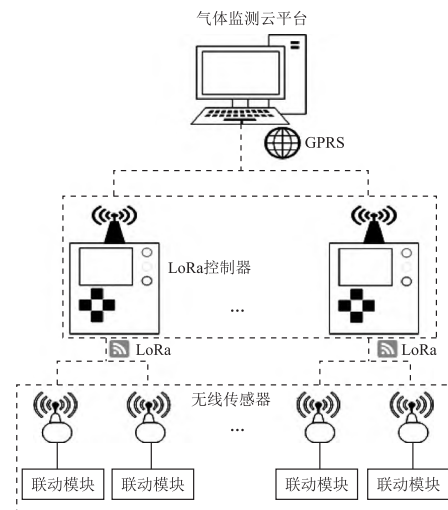 气体监测云平台
GPRS
LoRa控制器
...
LoRa
LoRa
无线传感器
...
联动模块
联动模块
联动模块
联动模块